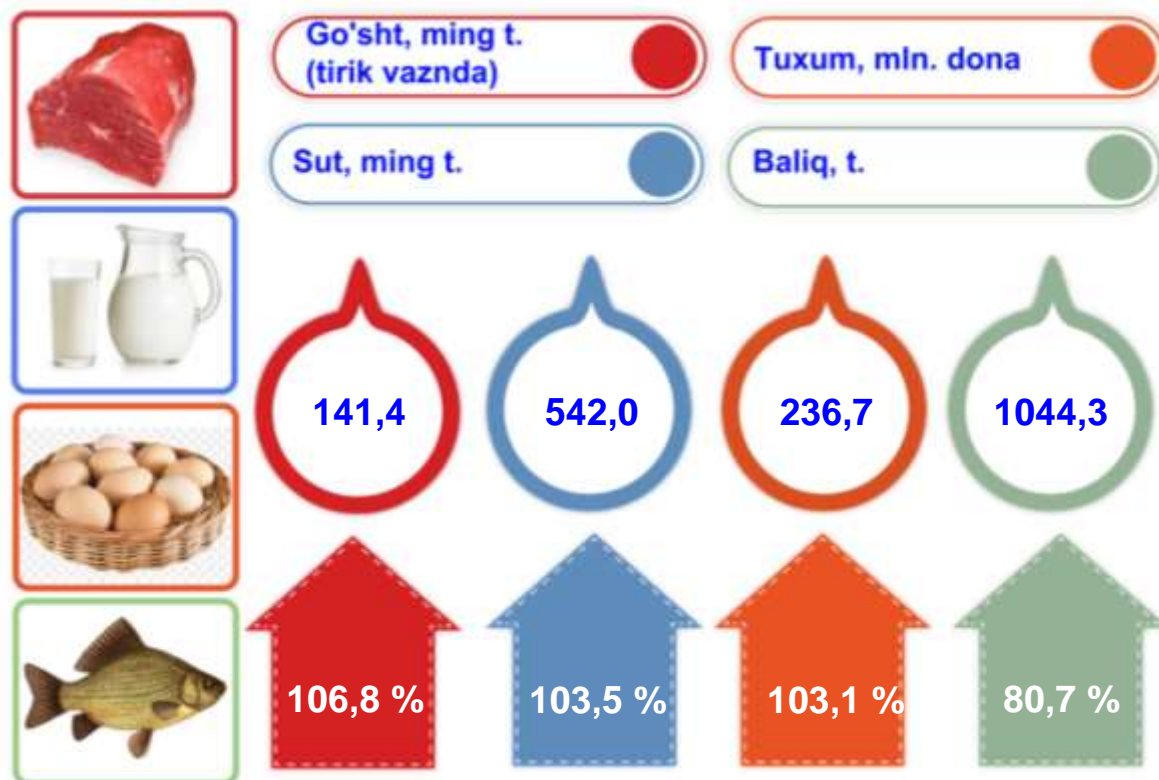 Go'sht, ming t.
(tirik vaznda)
Tuxum, mln. dona
Sut, ming t.
Baliq, t.
141,4
542,0
236,7
1044,3
106,8 %
103,5 %
103,1 %
80,7 %